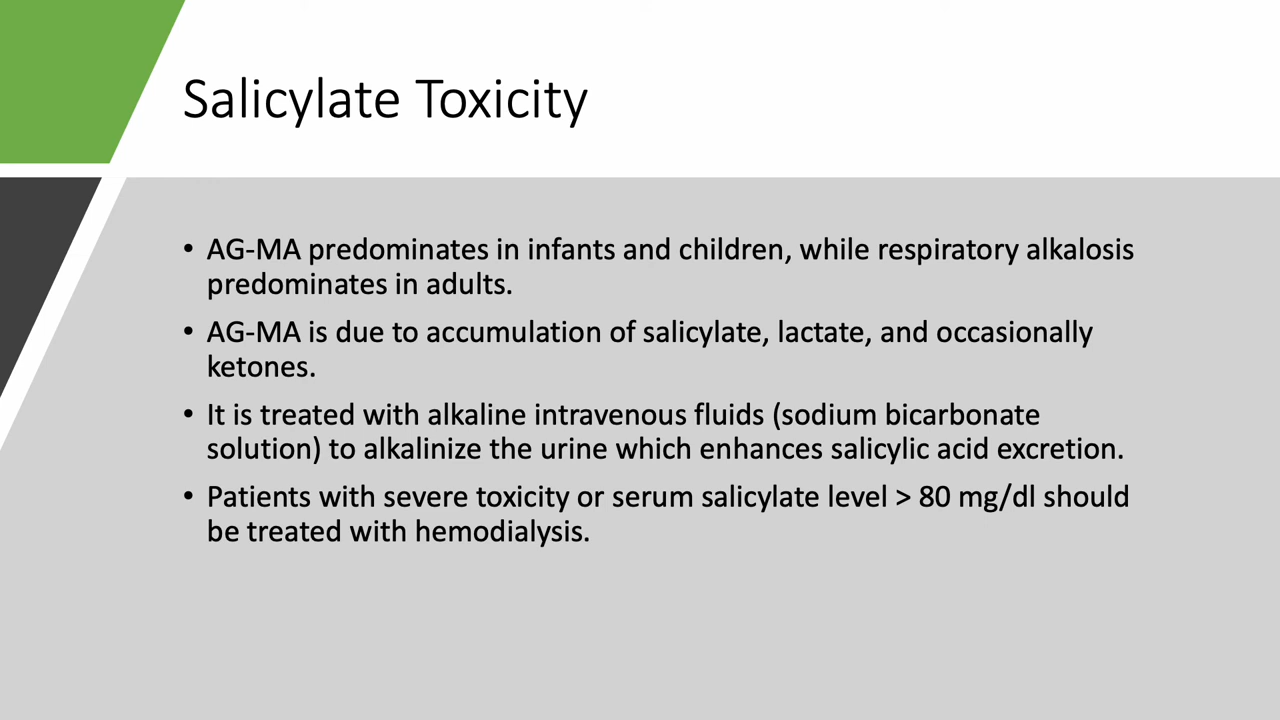 Salicylate Toxicity
• AG-MA predominates in infants and children, while respiratory alkalosis
predominates in adults.
• AG-MA is due to accumulation of salicylate, lactate, and occasionally
ketones.
• It is treated with alkaline intravenous fluids (sodium bicarbonate
solution) to alkalinize the urine which enhances salicylic acid excretion.
• Patients with severe toxicity or serum salicylate level > 80 mg/dl should
be treated with hemodialysis.